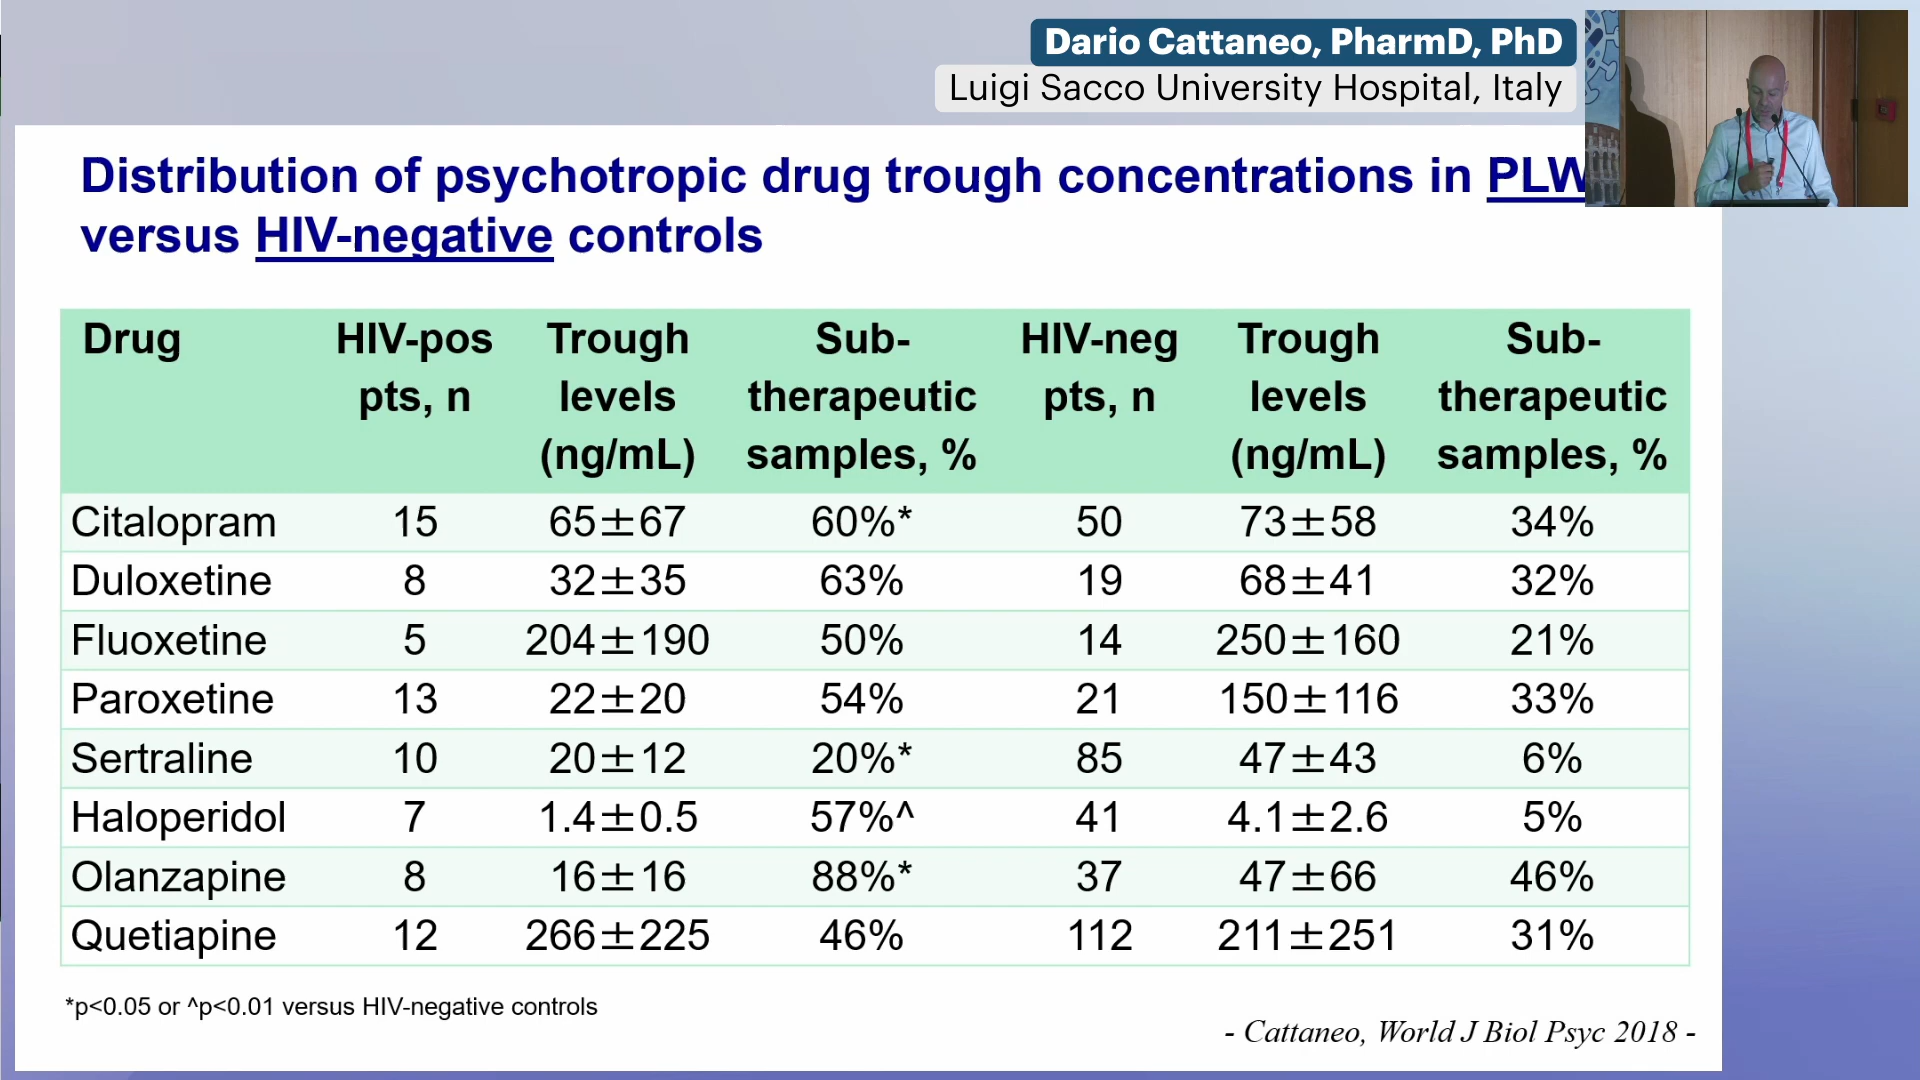 Dario Cattaneo, PharmD, PhD
Luigi Sacco University Hospital, Italy
Distribution of psychotropic drug trough concentrations in PLW
versus HIV-negative controls
Drug HIV-pos pts, n Trough levels (ng/mL) Sub-therapeutic samples, % HIV-neg pts, n Trough levels (ng/mL) Sub-therapeutic samples, %
Citalopram 15 65±67 60%* 50 73±58 34%
Duloxetine 8 32±35 63% 19 68±41 32%
Fluoxetine 5 204±190 50% 14 250±160 21%
Paroxetine 13 22±20 54% 21 150±116 33%
Sertraline 10 20±12 20%* 85 47±43 6%
Haloperidol 7 1.4±0.5 57%^ 41 4.1±2.6 5%
Olanzapine 8 16±16 88%* 37 47±66 46%
Quetiapine 12 266±225 46% 112 211±251 31%
*p<0.05 or ^p<0.01 versus HIV-negative controls
- Cattaneo, World J Biol Psyc 2018 -